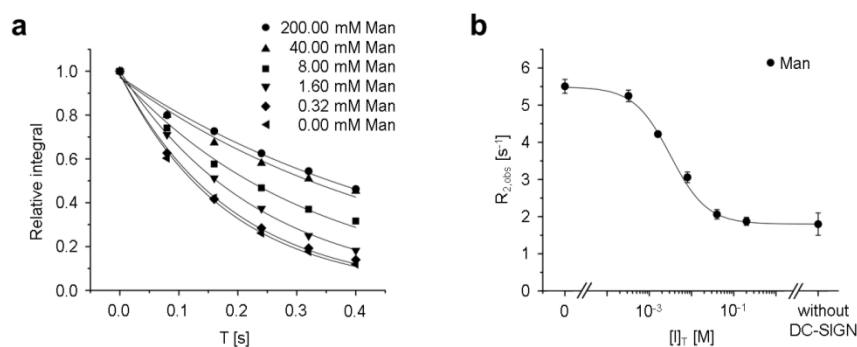 a
200.00 mM Man
40.00 mM Man
8.00 mM Man
1.60 mM Man
0.32 mM Man
0.00 mM Man
Relative integral
1.0
0.8
0.6
0.4
0.2
0.0
0.0 0.1 0.2 0.3 0.4
T [s]
b
Man
R2,obs [s-1]
6
5
4
3
2
1
0
0 10-3 10-1 without
DC-SIGN
[I]T [M]